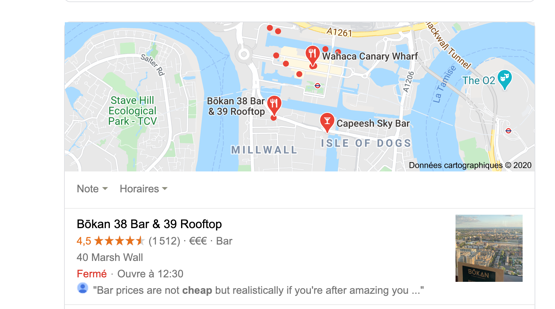 A1261
Blackwall Tunnel
Salter Rd
Wahaca Canary Wharf
A1206
La Tamise
The O2
Stave Hill
Ecological
Park - TCV
Bōkan 38 Bar
& 39 Rooftop
Capeesh Sky Bar
MILLWALL
ISLE OF DOGS
Données cartographiques © 2020
Note Horaires
Bōkan 38 Bar & 39 Rooftop
4,5 (1 512) · €€€ · Bar
40 Marsh Wall
Fermé · Ouvre à 12:30
"Bar prices are not cheap but realistically if you're after amazing you ..."
BŌKAN